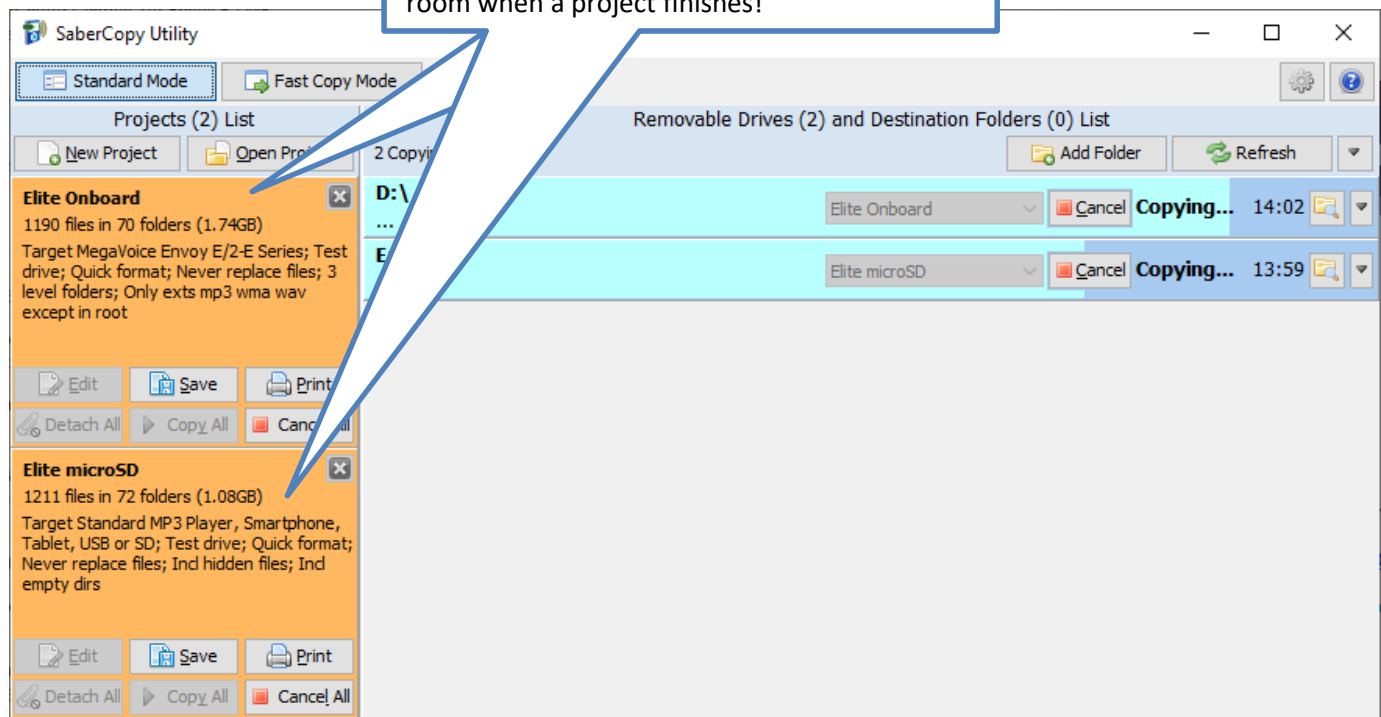 room when a project finishes!
SaberCopy Utility
Standard Mode
Fast Copy Mode
Projects (2) List
Removable Drives (2) and Destination Folders (0) List
New Project
Open
2
Add Folder
Refresh
Elite Onboard
1190 files in 70 folders (1.74GB)
Target MegaVoice Envoy E/2-E Series; Test
drive; Quick format; Never replace files; 3
level folders; Only exts mp3 wma wav
except in root
Edit
Save
Print
Detach All
Copy All
Cancel All
D:\
...
Elite Onboard
Cancel
Copying...
14:02
E
Elite microSD
Cancel
Copying...
13:59
Elite microSD
1211 files in 72 folders (1.08GB)
Target Standard MP3 Player, Smartphone,
Tablet, USB or SD; Test drive; Quick format;
Never replace files; Incl hidden files; Incl
empty dirs
Edit
Save
Print
Detach All
Copy All
Cancel All